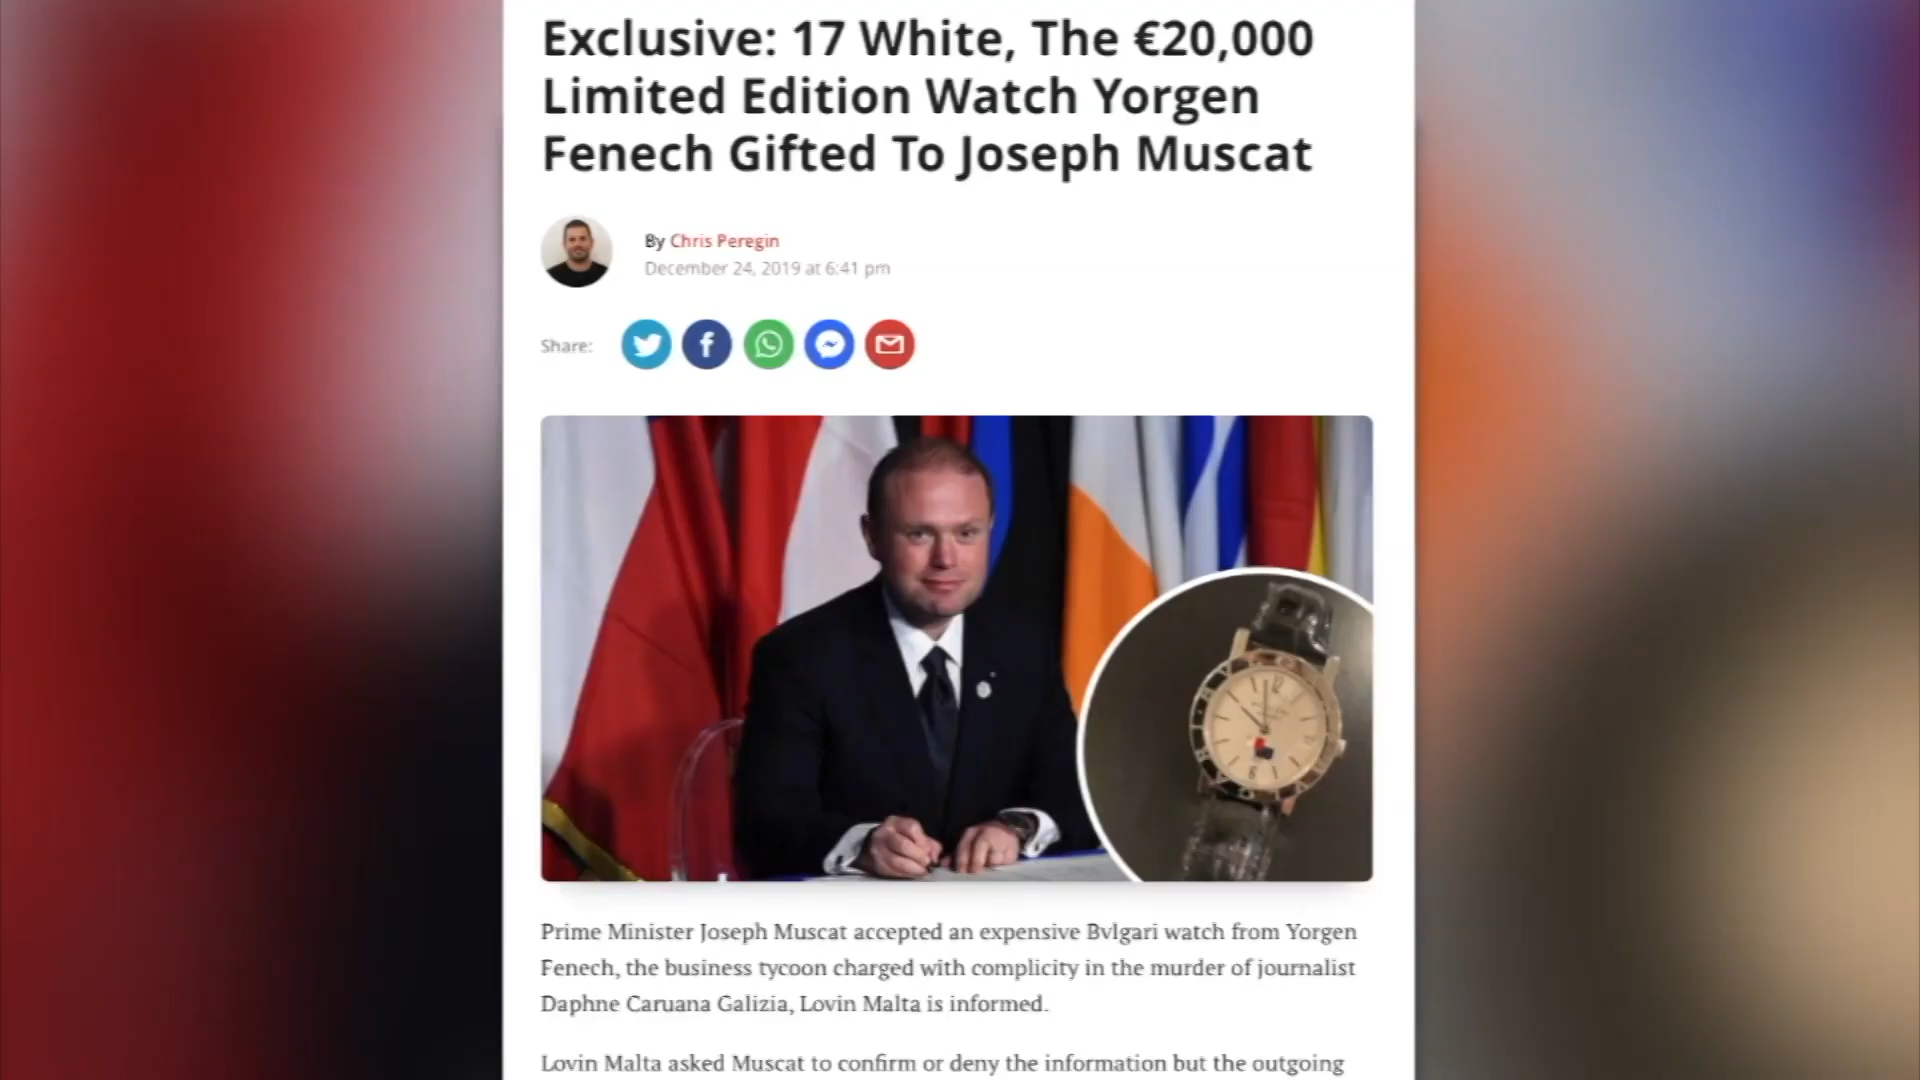 Exclusive: 17 White, The €20,000
Limited Edition Watch Yorgen
Fenech Gifted To Joseph Muscat
By Chris Peregin
December 24, 2019 at 6:41 pm
Share:
Prime Minister Joseph Muscat accepted an expensive Bvlgari watch from Yorgen
Fenech, the business tycoon charged with complicity in the murder of journalist
Daphne Caruana Galizia, Lovin Malta is informed.
Lovin Malta asked Muscat to confirm or deny the information but the outgoing